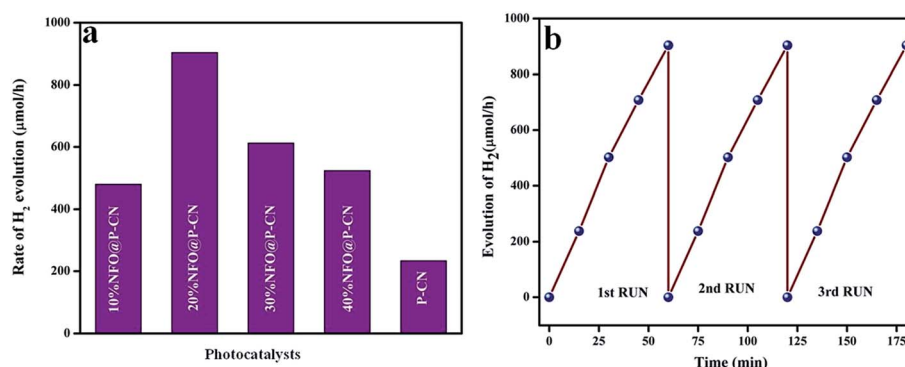 a
Rate of H₂ evolution (µmol/h)
1000
800
600
400
200
0
10%NFO@P-CN
20%NFO@P-CN
30%NFO@P-CN
40%NFO@P-CN
P-CN
Photocatalysts
b
Evolution of H₂(µmol/h)
1000
800
600
400
200
0
1st RUN
2nd RUN
3rd RUN
0 25 50 75 100 125 150 175
Time (min)